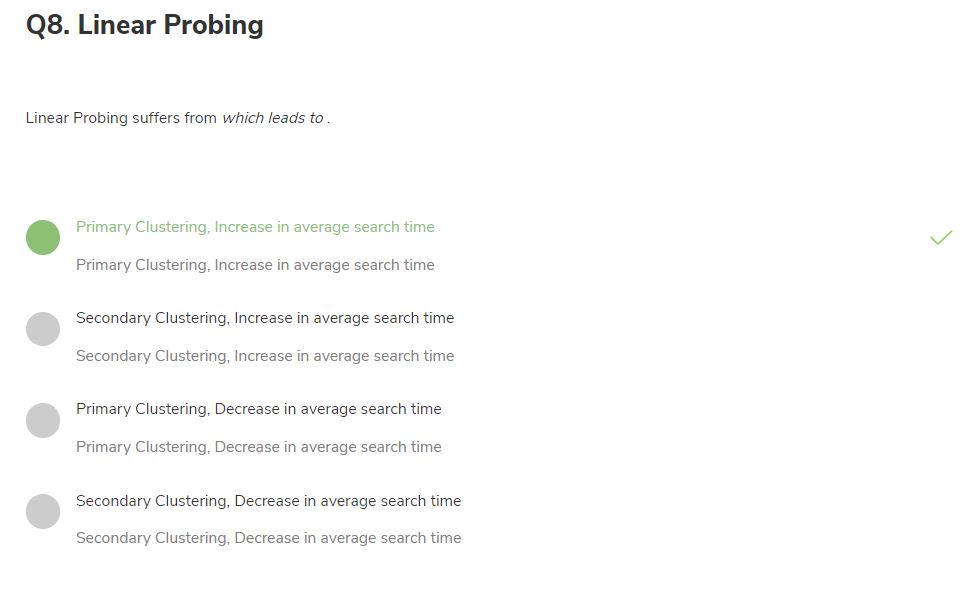 Q8. Linear Probing
Linear Probing suffers from which leads to .
Primary Clustering, Increase in average search time
Primary Clustering, Increase in average search time
Secondary Clustering, Increase in average search time
Secondary Clustering, Increase in average search time
Primary Clustering, Decrease in average search time
Primary Clustering, Decrease in average search time
Secondary Clustering, Decrease in average search time
Secondary Clustering, Decrease in average search time